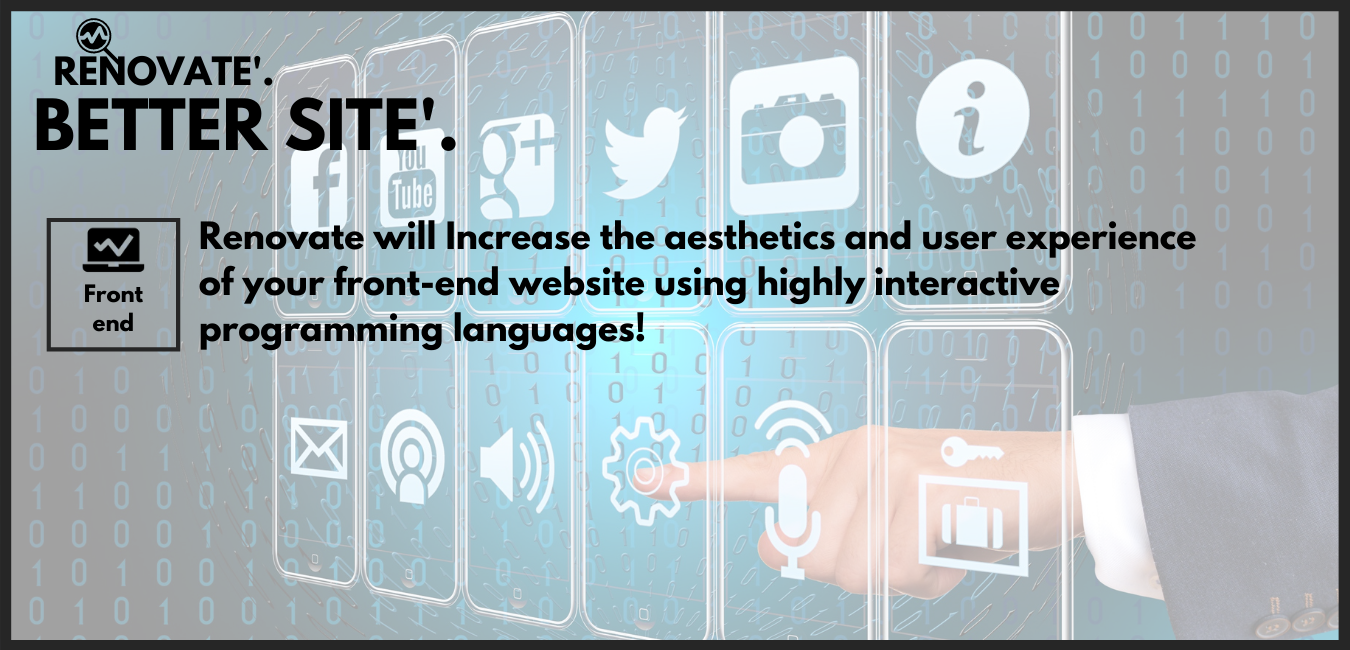 RENOVATE'.
BETTER SITE'.
You
Tube
Front
end
Renovate will Increase the aesthetics and user experience
of your front-end website using highly interactive
programming languages!